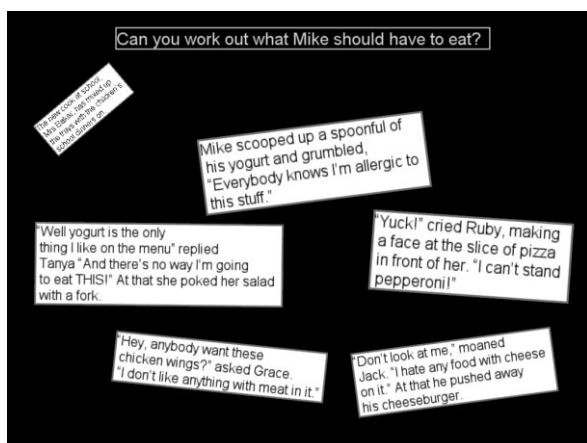 Can you work out what Mike should have to eat?
The new cook at school,
Mrs Baker, has mixed up
the trays with the children's
school dinners on.
Mike scooped up a spoonful of
his yogurt and grumbled,
“Everybody knows I’m allergic to
this stuff.”
“Well yogurt is the only
thing I like on the menu” replied
Tanya “And there’s no way I’m going
to eat THIS!” At that she poked her salad
with a fork.
“Yuck!” cried Ruby, making
a face at the slice of pizza
in front of her. “I can’t stand
pepperoni!”
“Hey, anybody want these
chicken wings?” asked Grace.
“I don’t like anything with meat in it.”
“Don’t look at me,” moaned
Jack. “I hate any food with cheese
on it.” At that he pushed away
his cheeseburger.